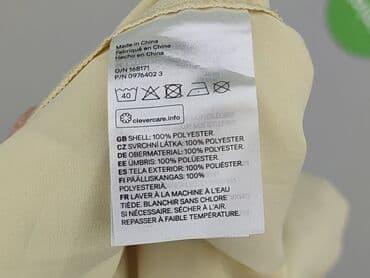 Made in China
Fabriqué en Chine
Hecho en China
O/N 168171
P/N 0976402 3
40
clevercare.info
GB SHELL: 100% POLYESTER.
CZ SVRCHNÍ LÁTKA: 100% POLYESTER.
DE OBERMATERIAL: 100% POLYESTER.
EE ÜMBRIS: 100% POLÜESTER.
ES TELA EXTERIOR: 100% POLIÉSTER.
FI PÄÄLLISKANGAS: 100%
POLYESTERIÄ.
FR LAVER À LA MACHINE À L'EAU
TIÈDE. BLANCHIR SANS CHLORE
SI NÉCESSAIRE. SÉCHER À L'AIR.
REPASSER À FAIBLE TEMPÉRATURE.